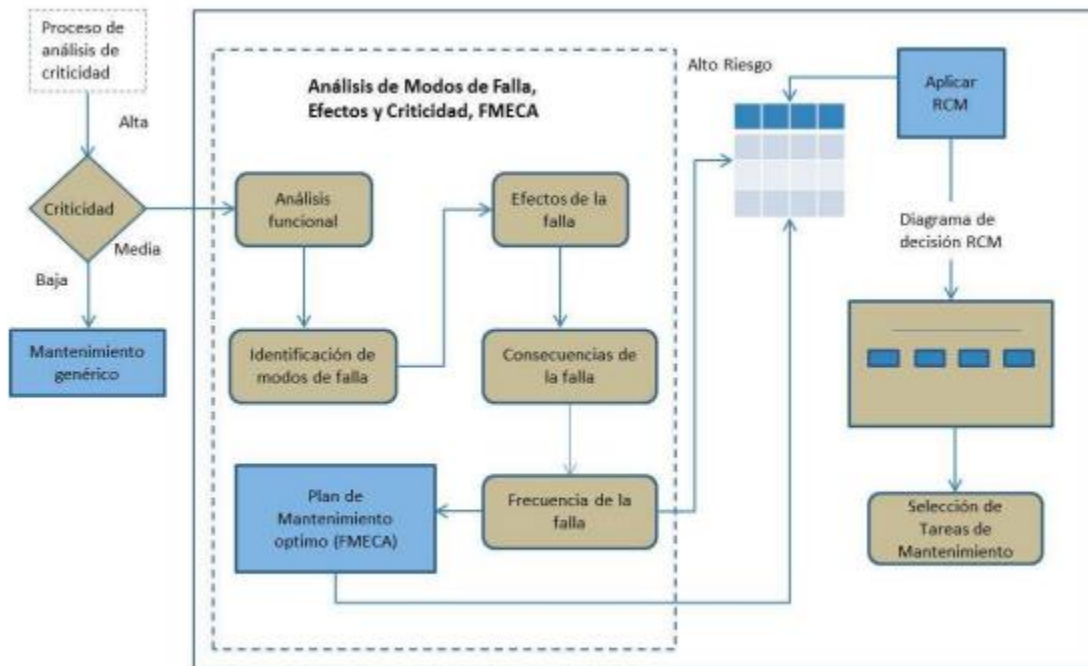 Proceso de
análisis de
criticidad
Alta
Criticidad
Media
Baja
Mantenimiento
genérico
Análisis de Modos de Falla,
Efectos y Criticidad, FMECA
Análisis
funcional
Identificación de
modos de falla
Efectos de la
falla
Consecuencias de
la falla
Frecuencia de la
falla
Plan de
Mantenimiento
optimo (FMECA)
Alto Riesgo
Aplicar
RCM
Diagrama de
decisión RCM
Selección de
Tareas de
Mantenimiento